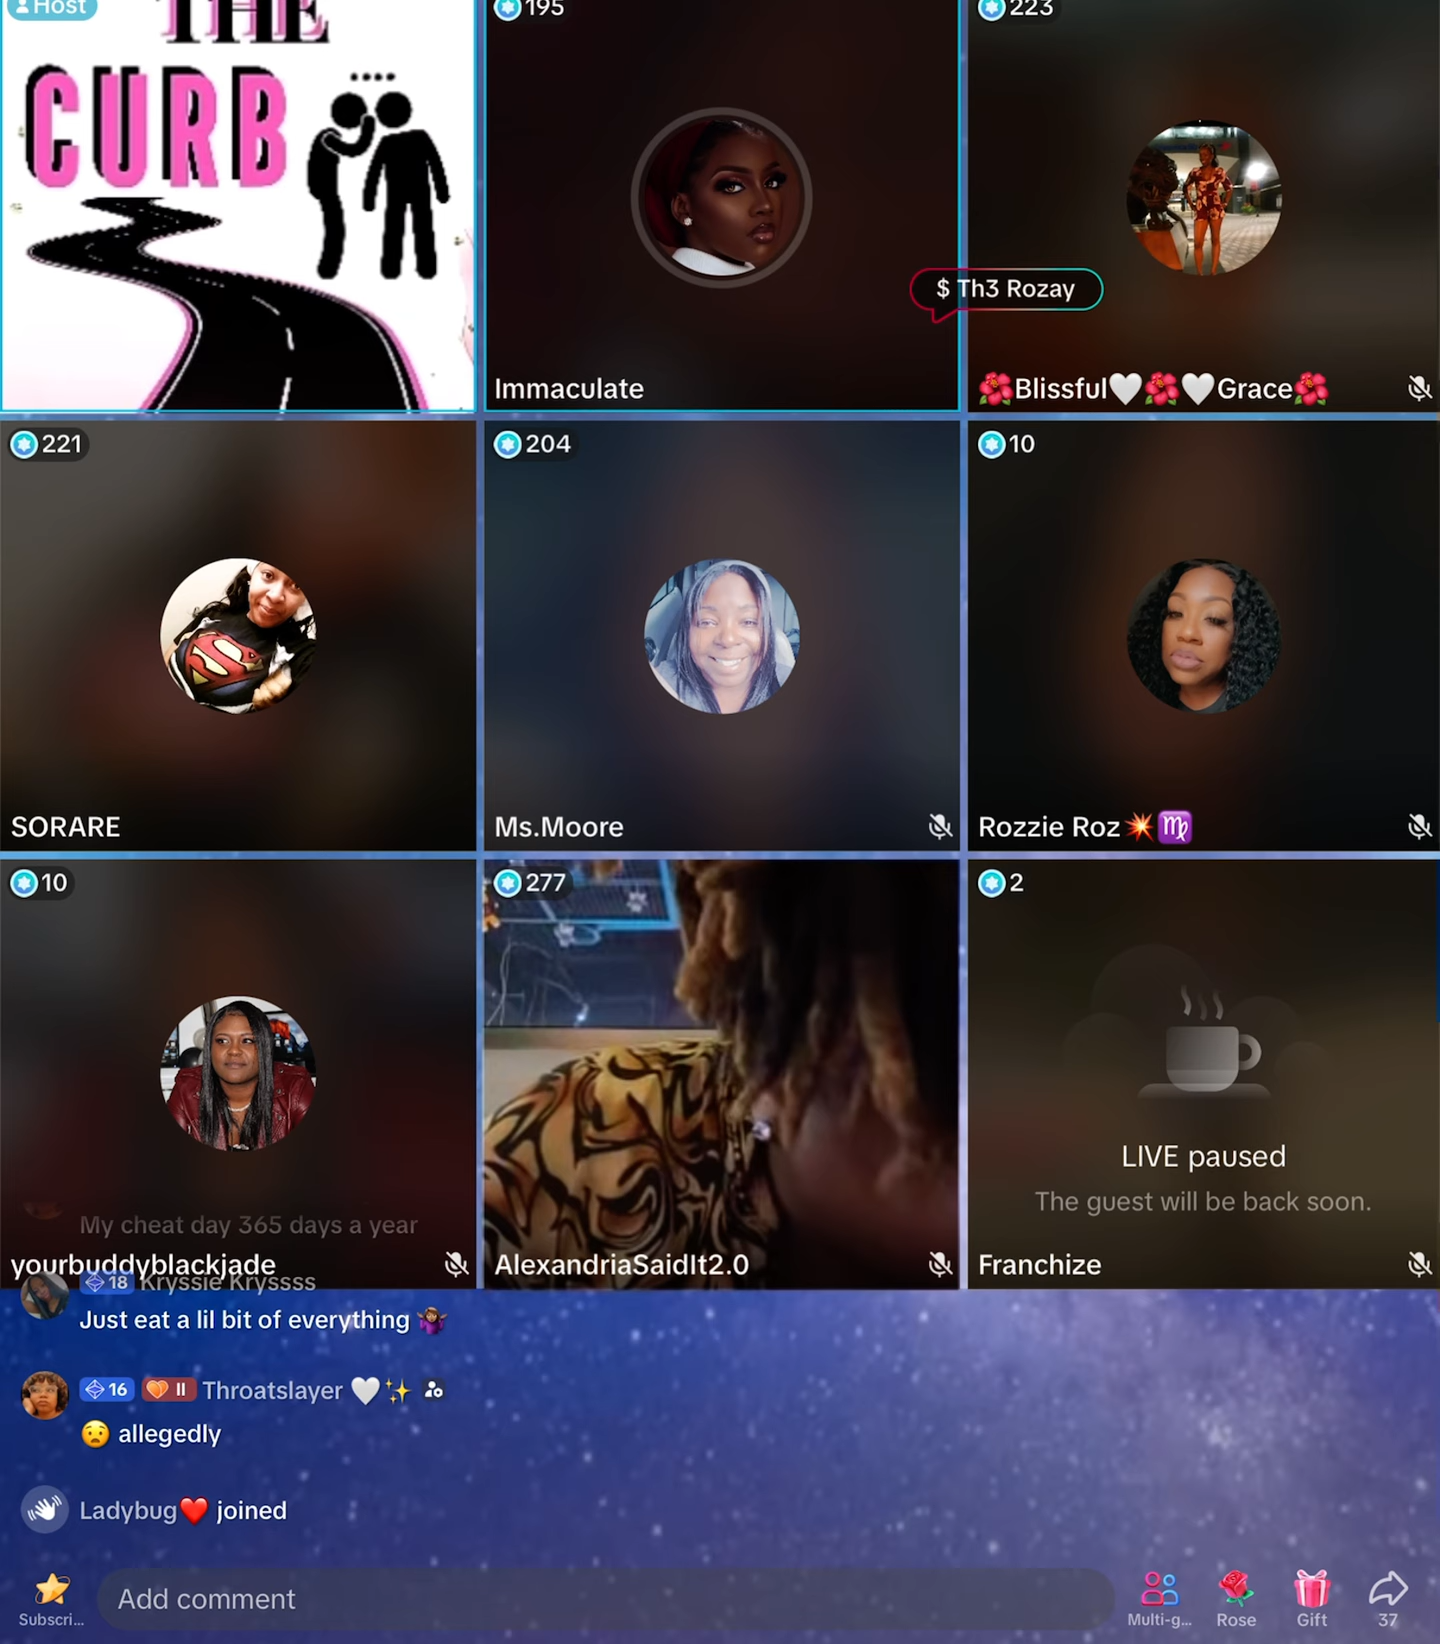 Host
THE
CURB
195
223
$ Th3 Rozay
Immaculate
🌺Blissful🤍🌺🤍Grace🌺
221
204
10
SORARE
Ms.Moore
Rozzie Roz💥♍
10
277
2
LIVE paused
The guest will be back soon.
My cheat day 365 days a year
yourbuddyblackjade
AlexandriaSaidIt2.0
Franchize
18 Kryssie Kryssss
Just eat a lil bit of everything 🤷🏾‍♀️
16 II Throatslayer 🤍✨
😟 allegedly
Ladybug❤️ joined
Add comment
Subscri...
Multi-g...
Rose
Gift
37